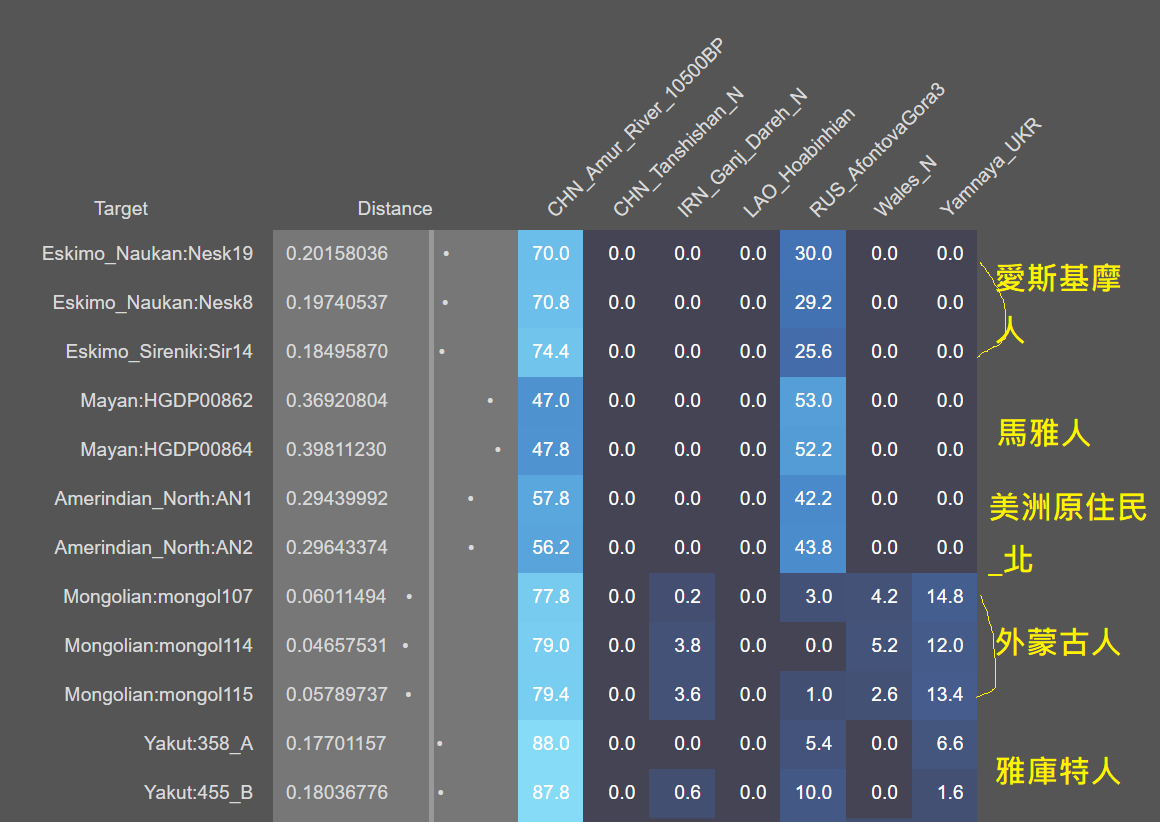 CHN_Amur_River_10500BP
CHN_Tanshishan_N
IRN_Ganj_Dareh_N
LAO_Hoabinhian
RUS_AfontovaGora3
Wales_N
Yamnaya_UKR
Target Distance
Eskimo_Naukan:Nesk19 0.20158036 70.0 0.0 0.0 0.0 30.0 0.0 0.0
愛斯基摩
Eskimo_Naukan:Nesk8 0.19740537 70.8 0.0 0.0 0.0 29.2 0.0 0.0
人
Eskimo_Sireniki:Sir14 0.18495870 74.4 0.0 0.0 0.0 25.6 0.0 0.0
Mayan:HGDP00862 0.36920804 47.0 0.0 0.0 0.0 53.0 0.0 0.0
馬雅人
Mayan:HGDP00864 0.39811230 47.8 0.0 0.0 0.0 52.2 0.0 0.0
Amerindian_North:AN1 0.29439992 57.8 0.0 0.0 0.0 42.2 0.0 0.0
美洲原住民
Amerindian_North:AN2 0.29643374 56.2 0.0 0.0 0.0 43.8 0.0 0.0
_北
Mongolian:mongol107 0.06011494 77.8 0.0 0.2 0.0 3.0 4.2 14.8
Mongolian:mongol114 0.04657531 79.0 0.0 3.8 0.0 0.0 5.2 12.0
外蒙古人
Mongolian:mongol115 0.05789737 79.4 0.0 3.6 0.0 1.0 2.6 13.4
Yakut:358_A 0.17701157 88.0 0.0 0.0 0.0 5.4 0.0 6.6
雅庫特人
Yakut:455_B 0.18036776 87.8 0.0 0.6 0.0 10.0 0.0 1.6